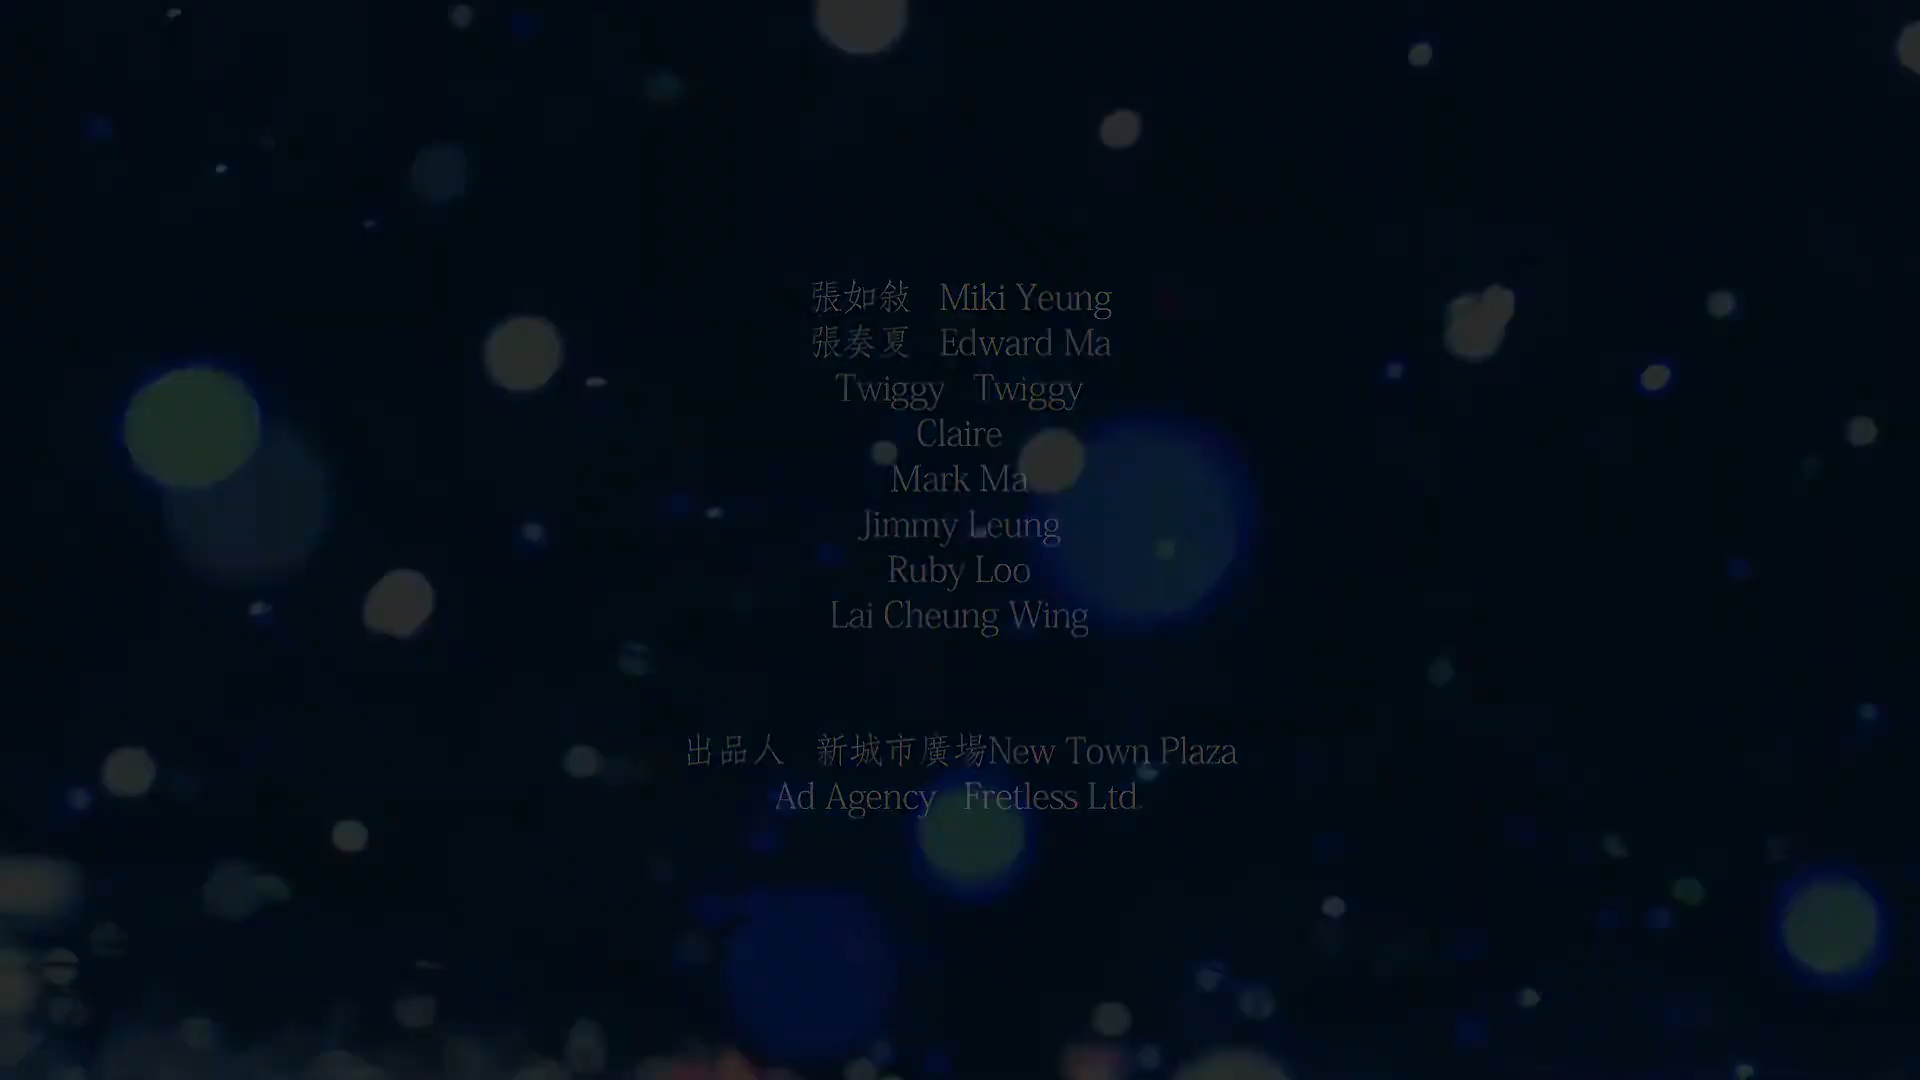 張如敍 Miki Yeung
張奏夏 Edward Ma
Twiggy Twiggy
Claire
Mark Ma
Jimmy Leung
Ruby Loo
Lai Cheung Wing
出品人 新城市廣場New Town Plaza
Ad Agency Fretless Ltd.